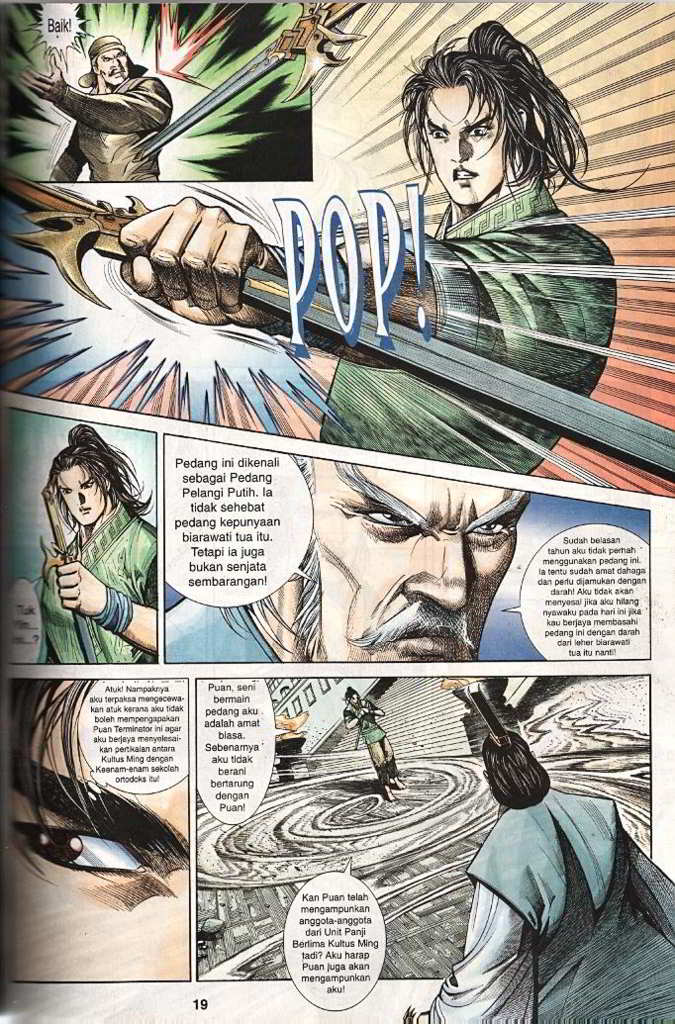 Baik!
POP!
Pedang ini dikenali
sebagai Pedang
Pelangi Putih. Ia
tidak sehebat
pedang kepunyaan
biarawati tua itu.
Tetapi ia juga
bukan senjata
sembarangan!
Sudah belasan
tahun aku tidak pernah
menggunakan pedang ini.
Ia tentu sudah amat dahaga
dan perlu dijamukan dengan
darah! Aku tidak akan
menyesal jika aku hilang
nyawaku pada hari ini jika
kau berjaya membasahi
pedang ini dengan darah
dari leher biarawati
tua itu nanti!
Atuk! Nampaknya
aku terpaksa mengecewa-
kan atuk kerana aku tidak
boleh mempengapakan
Puan Terminator ini agar
aku berjaya menyelesai-
kan pertikaian antara
Kultus Ming dengan
Keenam-enam sekolah
ortodoks itu!
Puan, seni
bermain
pedang aku
adalah amat
biasa.
Sebenarnya
aku tidak
berani
bertarung
dengan
Puan!
Kan Puan telah
mengampunkan
anggota-anggota
dari Unit Panji
Berlima Kultus Ming
tadi? Aku harap
Puan juga akan
mengampunkan
aku!
19